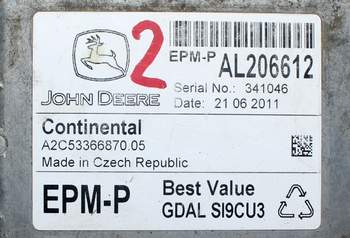 2
EPM-P AL206612
JOHN DEERE
Serial No.: 341046
Date: 21 06 2011
Continental
A2C53366870.05
Made in Czech Republic
EPM-P
Best Value
GDAL SI9CU3